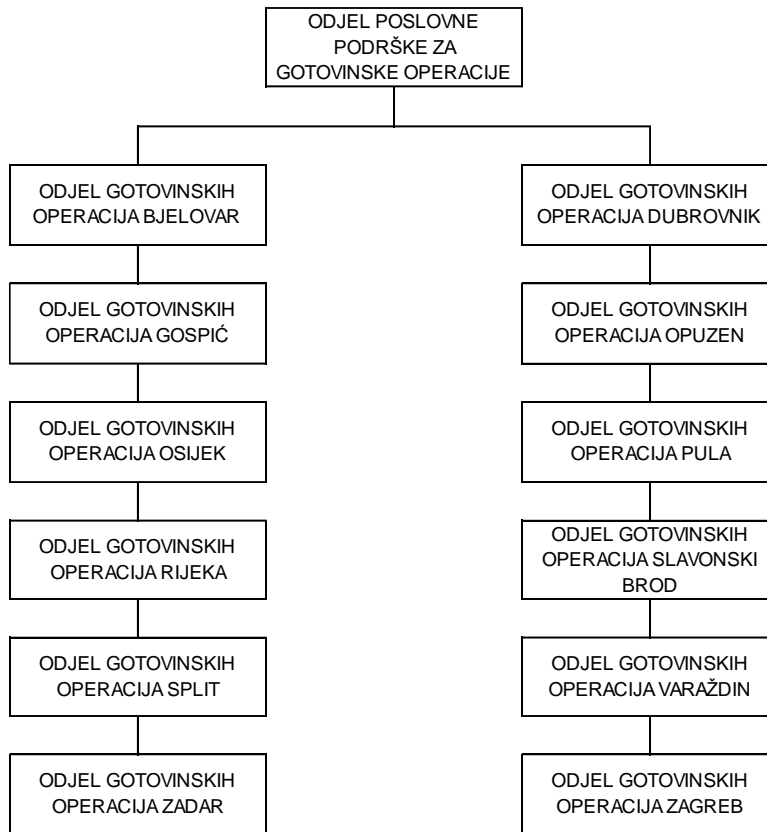 ODJEL POSLOVNE
PODRŠKE ZA
GOTOVINSKE OPERACIJE
ODJEL GOTOVINSKIH
OPERACIJA BJELOVAR
ODJEL GOTOVINSKIH
OPERACIJA DUBROVNIK
ODJEL GOTOVINSKIH
OPERACIJA GOSPIĆ
ODJEL GOTOVINSKIH
OPERACIJA OPUZEN
ODJEL GOTOVINSKIH
OPERACIJA OSIJEK
ODJEL GOTOVINSKIH
OPERACIJA PULA
ODJEL GOTOVINSKIH
OPERACIJA RIJEKA
ODJEL GOTOVINSKIH
OPERACIJA SLAVONSKI
BROD
ODJEL GOTOVINSKIH
OPERACIJA SPLIT
ODJEL GOTOVINSKIH
OPERACIJA VARAŽDIN
ODJEL GOTOVINSKIH
OPERACIJA ZADAR
ODJEL GOTOVINSKIH
OPERACIJA ZAGREB